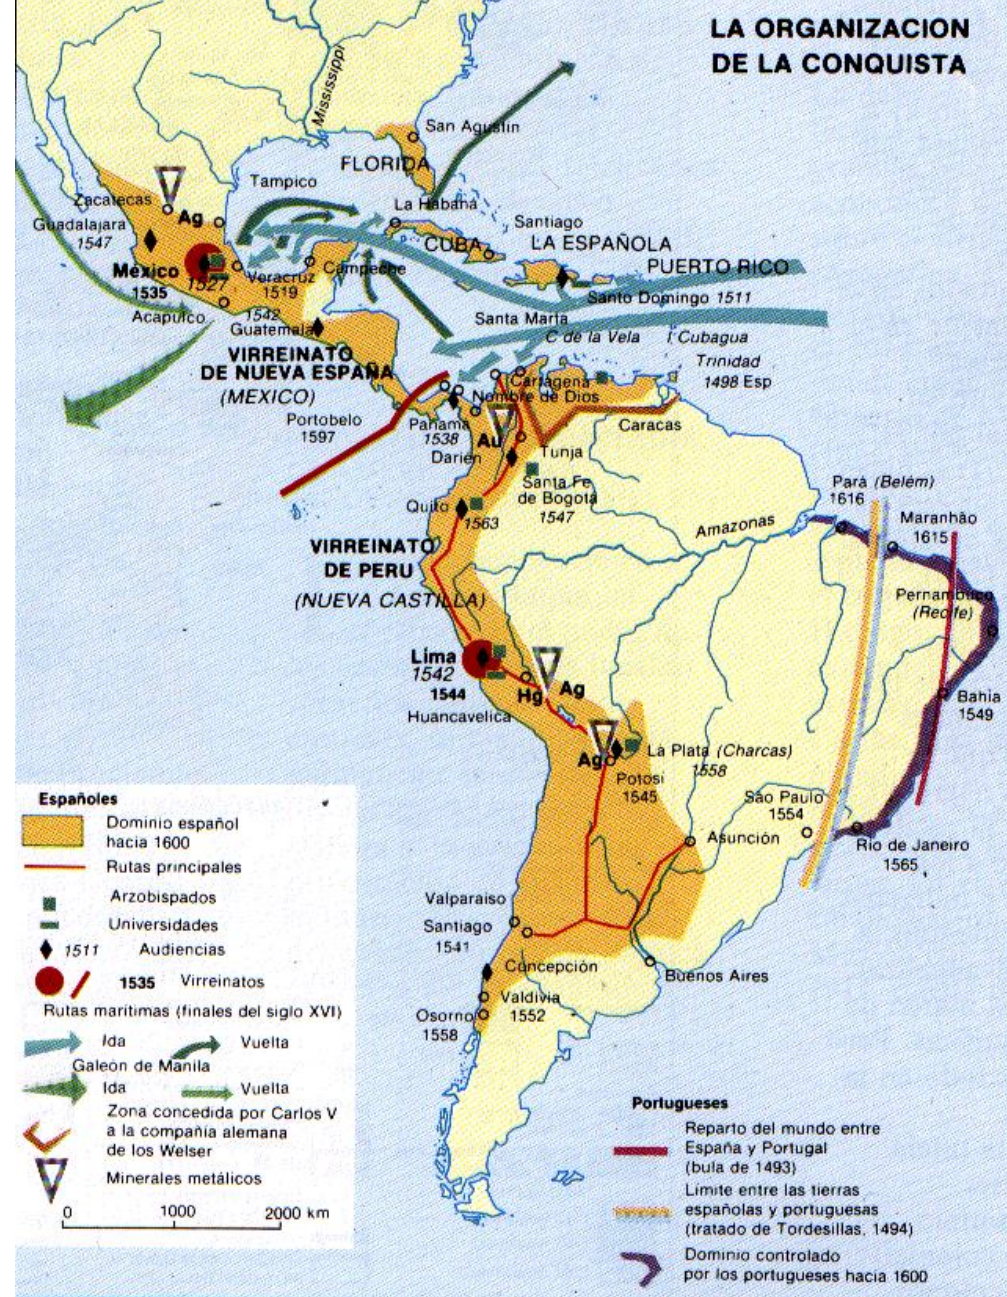 LA ORGANIZACION
DE LA CONQUISTA
Mississippi
San Agustín
FLORIDA
Tampico
Zacatecas
Ag
La Habana
Guadalajara
1547
Santiago
CUBA
LA ESPAÑOLA
PUERTO RICO
México
1535
1527
Veracruz
1519
Campeche
Santo Domingo 1511
Acapulco
1542
Guatemala
Santa Marta
C de la Vela
I Cubagua
VIRREINATO
DE NUEVA ESPAÑA
(MEXICO)
Trinidad
1498 Esp
Cartagena
Nombre de Dios
Portobelo
1597
Panamá
1538
Caracas
Au
Darién
Tunja
Santa Fe
de Bogotá
1547
Quito
1563
Pará (Belém)
1616
Amazonas
Maranhão
1615
VIRREINATO
DE PERU
(NUEVA CASTILLA)
Pernambuco
(Recife)
Lima
1542
1544
Hg
Ag
Huancavelica
Bahia
1549
Ag
La Plata (Charcas)
1558
Potosí
1545
São Paulo
1554
Asunción
Río de Janeiro
1565
Valparaiso
Santiago
1541
Concepción
Buenos Aires
Valdivia
1552
Osorno
1558
Españoles
Dominio español
hacia 1600
Rutas principales
Arzobispados
Universidades
1511 Audiencias
1535 Virreinatos
Rutas marítimas (finales del siglo XVI)
Ida Vuelta
Galeón de Manila
Ida Vuelta
Zona concedida por Carlos V
a la compañía alemana
de los Welser
Minerales metálicos
0 1000 2000 km
Portugueses
Reparto del mundo entre
España y Portugal
(bula de 1493)
Límite entre las tierras
españolas y portuguesas
(tratado de Tordesillas, 1494)
Dominio controlado
por los portugueses hacia 1600